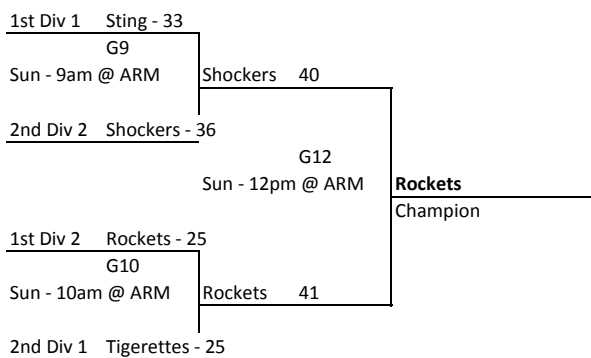 1st Div 1 Sting - 33
G9
Sun - 9am @ ARM
Shockers 40
2nd Div 2 Shockers - 36
G12
Sun - 12pm @ ARM
Rockets
Champion
1st Div 2 Rockets - 25
G10
Sun - 10am @ ARM
Rockets 41
2nd Div 1 Tigerettes - 25